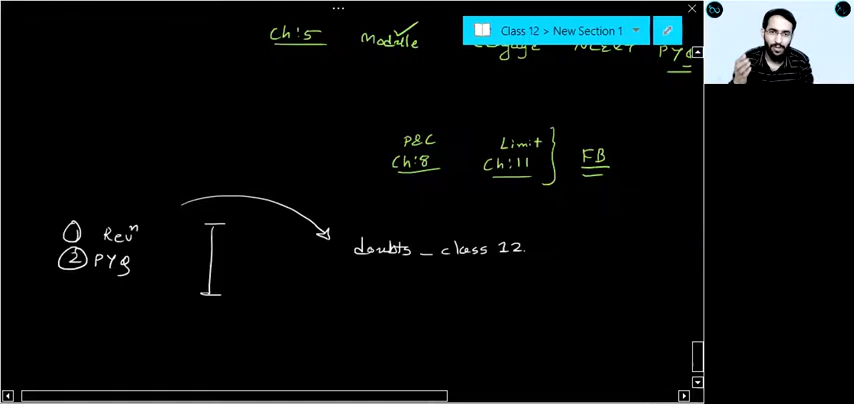 Class 12 > New Section 1
Ch:5 Module PYQ
P&C Limit
Ch:8 Ch:11 FB
① Revⁿ
② PYQ
doubts - class 12.